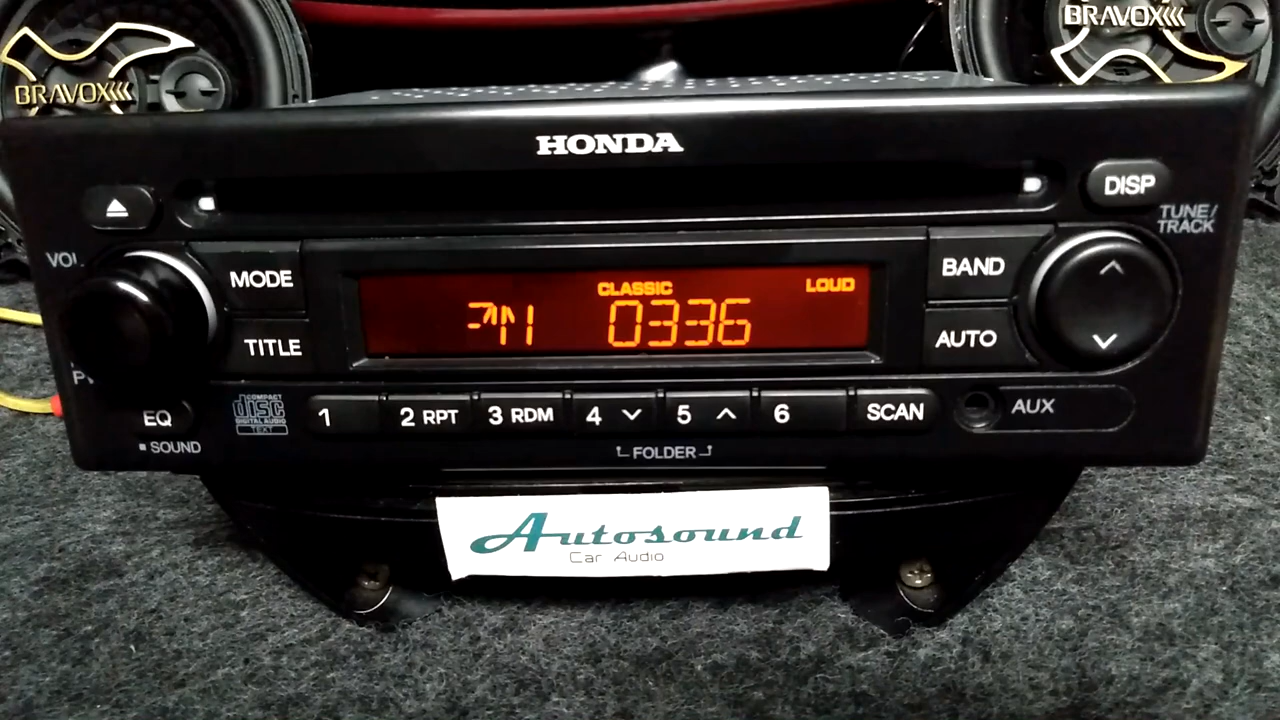 BRAVOX
BRAVOX
HONDA
DISP
TUNE/
TRACK
VOL
MODE
TITLE
CLASSIC
LOUD
0336
BAND
AUTO
EQ
SOUND
COMPACT
disc
DIGITAL AUDIO
TEXT
1
2 RPT
3 RDM
4
5
6
SCAN
AUX
FOLDER
Autosound
Car Audio